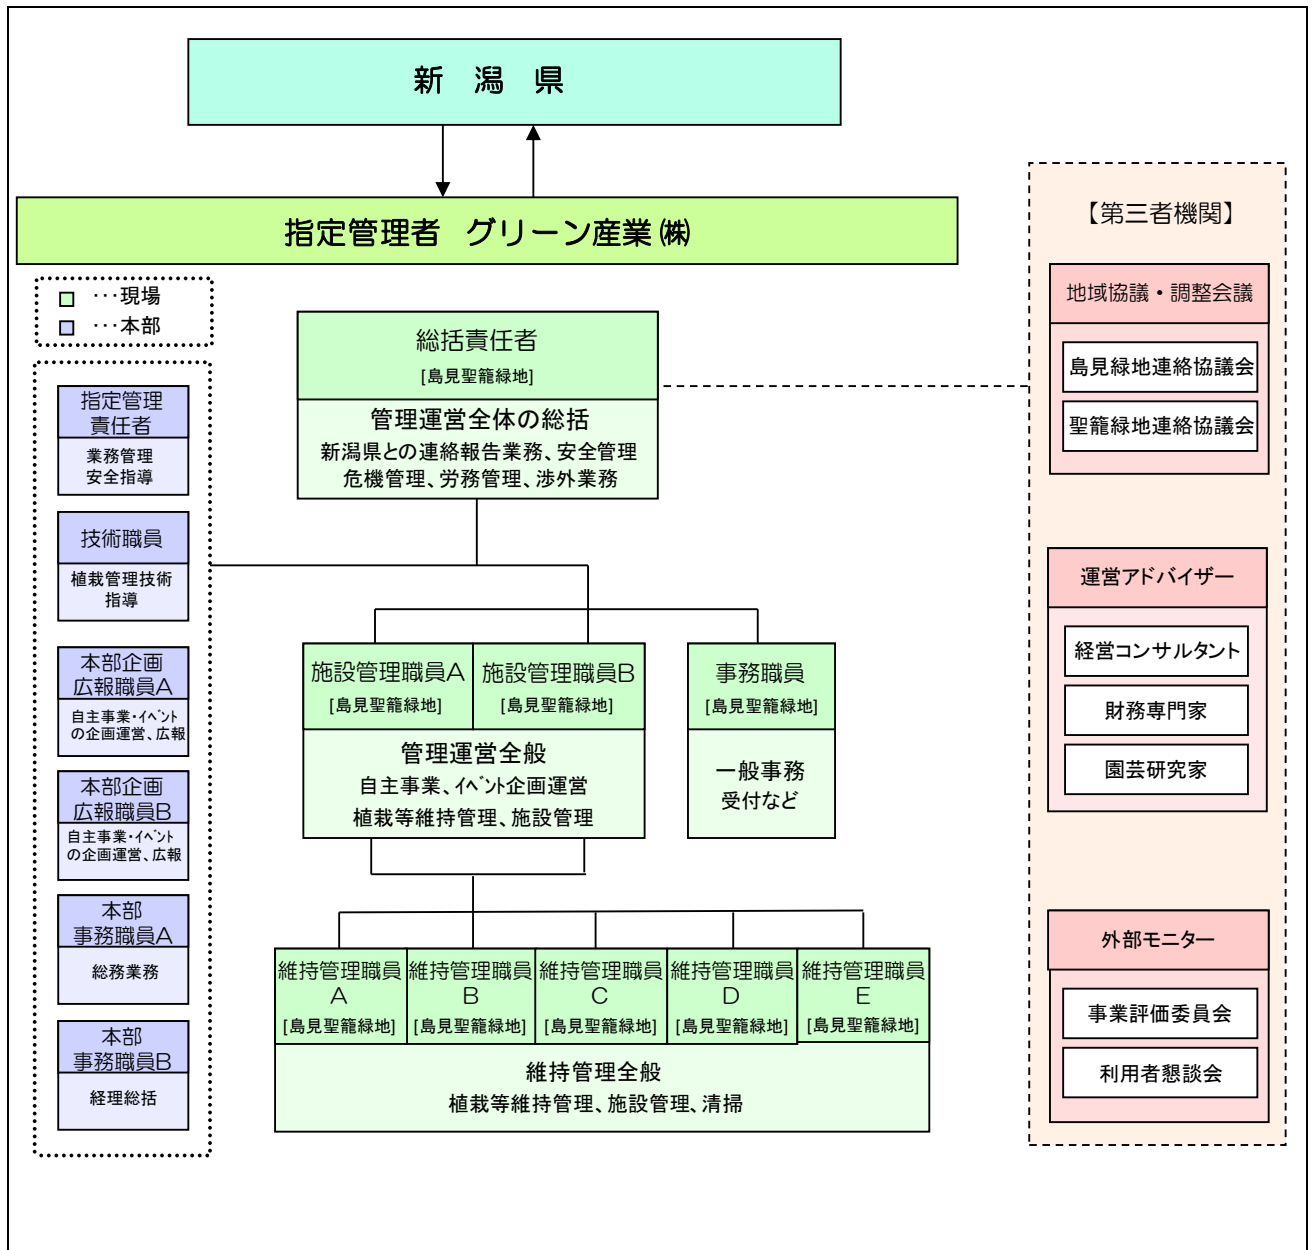 新 潟 県
指定管理者 グリーン産業㈱
…現場
…本部
指定管理
責任者
業務管理
安全指導
技術職員
植栽管理技術
指導
本部企画
広報職員A
自主事業・イベント
の企画運営、広報
本部企画
広報職員B
自主事業・イベント
の企画運営、広報
本部
事務職員A
総務業務
本部
事務職員B
経理総括
総括責任者
[島見聖籠緑地]
管理運営全体の総括
新潟県との連絡報告業務、安全管理
危機管理、労務管理、渉外業務
施設管理職員A
[島見聖籠緑地]
施設管理職員B
[島見聖籠緑地]
管理運営全般
自主事業、イベント企画運営
植栽等維持管理、施設管理
事務職員
[島見聖籠緑地]
一般事務
受付など
維持管理職員
A
[島見聖籠緑地]
維持管理職員
B
[島見聖籠緑地]
維持管理職員
C
[島見聖籠緑地]
維持管理職員
D
[島見聖籠緑地]
維持管理職員
E
[島見聖籠緑地]
維持管理全般
植栽等維持管理、施設管理、清掃
【第三者機関】
地域協議・調整会議
島見緑地連絡協議会
聖籠緑地連絡協議会
運営アドバイザー
経営コンサルタント
財務専門家
園芸研究家
外部モニター
事業評価委員会
利用者懇談会